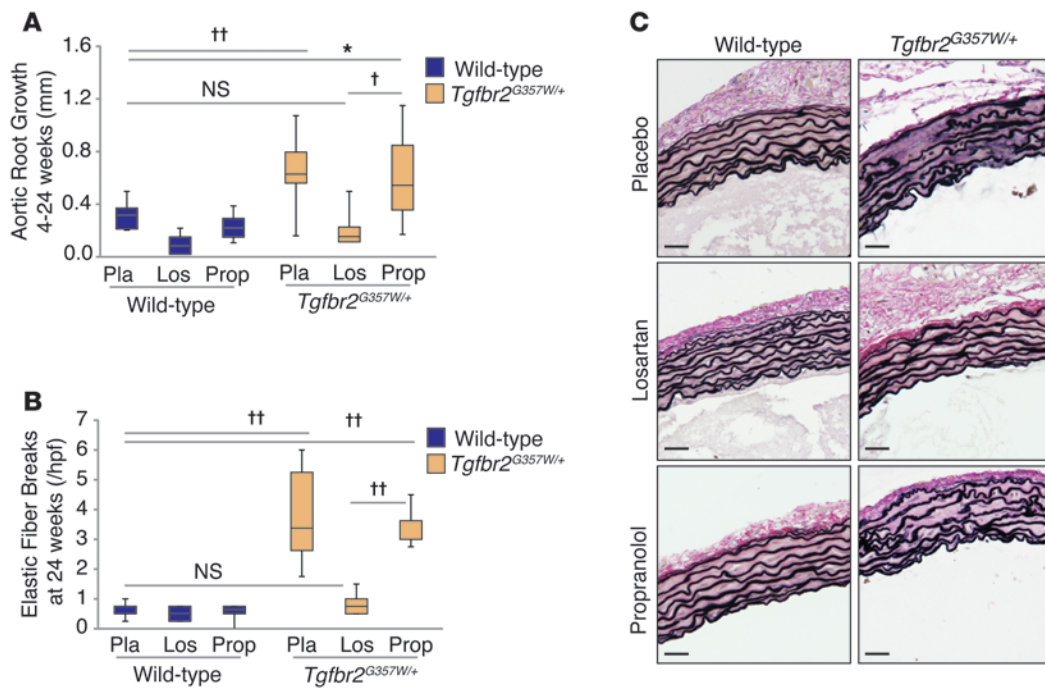 A
Aortic Root Growth
4-24 weeks (mm)
1.6
1.2
0.8
0.4
0.0
††
*
NS
†
Wild-type
Tgfbr2G357W/+
Pla Los Prop Pla Los Prop
Wild-type Tgfbr2G357W/+
B
Elastic Fiber Breaks
at 24 weeks (/hpf)
7
6
5
4
3
2
1
0
††
††
††
NS
Wild-type
Tgfbr2G357W/+
Pla Los Prop Pla Los Prop
Wild-type Tgfbr2G357W/+
C
Wild-type Tgfbr2G357W/+
Placebo
Losartan
Propranolol